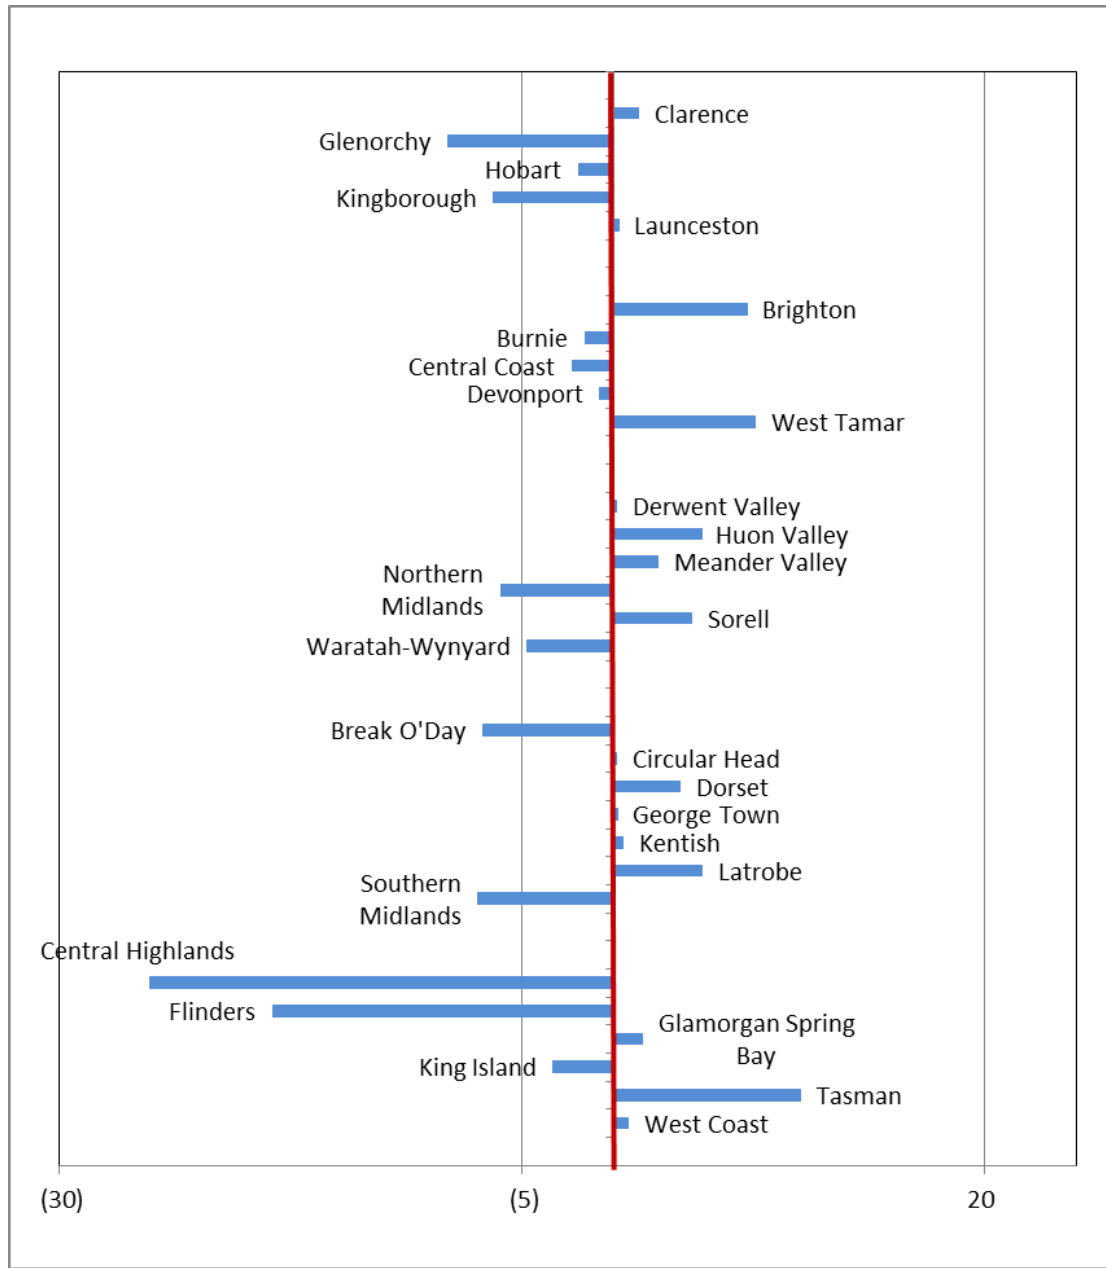 Clarence
Glenorchy
Hobart
Kingborough
Launceston
Brighton
Burnie
Central Coast
Devonport
West Tamar
Derwent Valley
Huon Valley
Meander Valley
Northern
Midlands
Sorell
Waratah-Wynyard
Break O'Day
Circular Head
Dorset
George Town
Kentish
Latrobe
Southern
Midlands
Central Highlands
Flinders
Glamorgan Spring
Bay
King Island
Tasman
West Coast
(30)
(5)
20